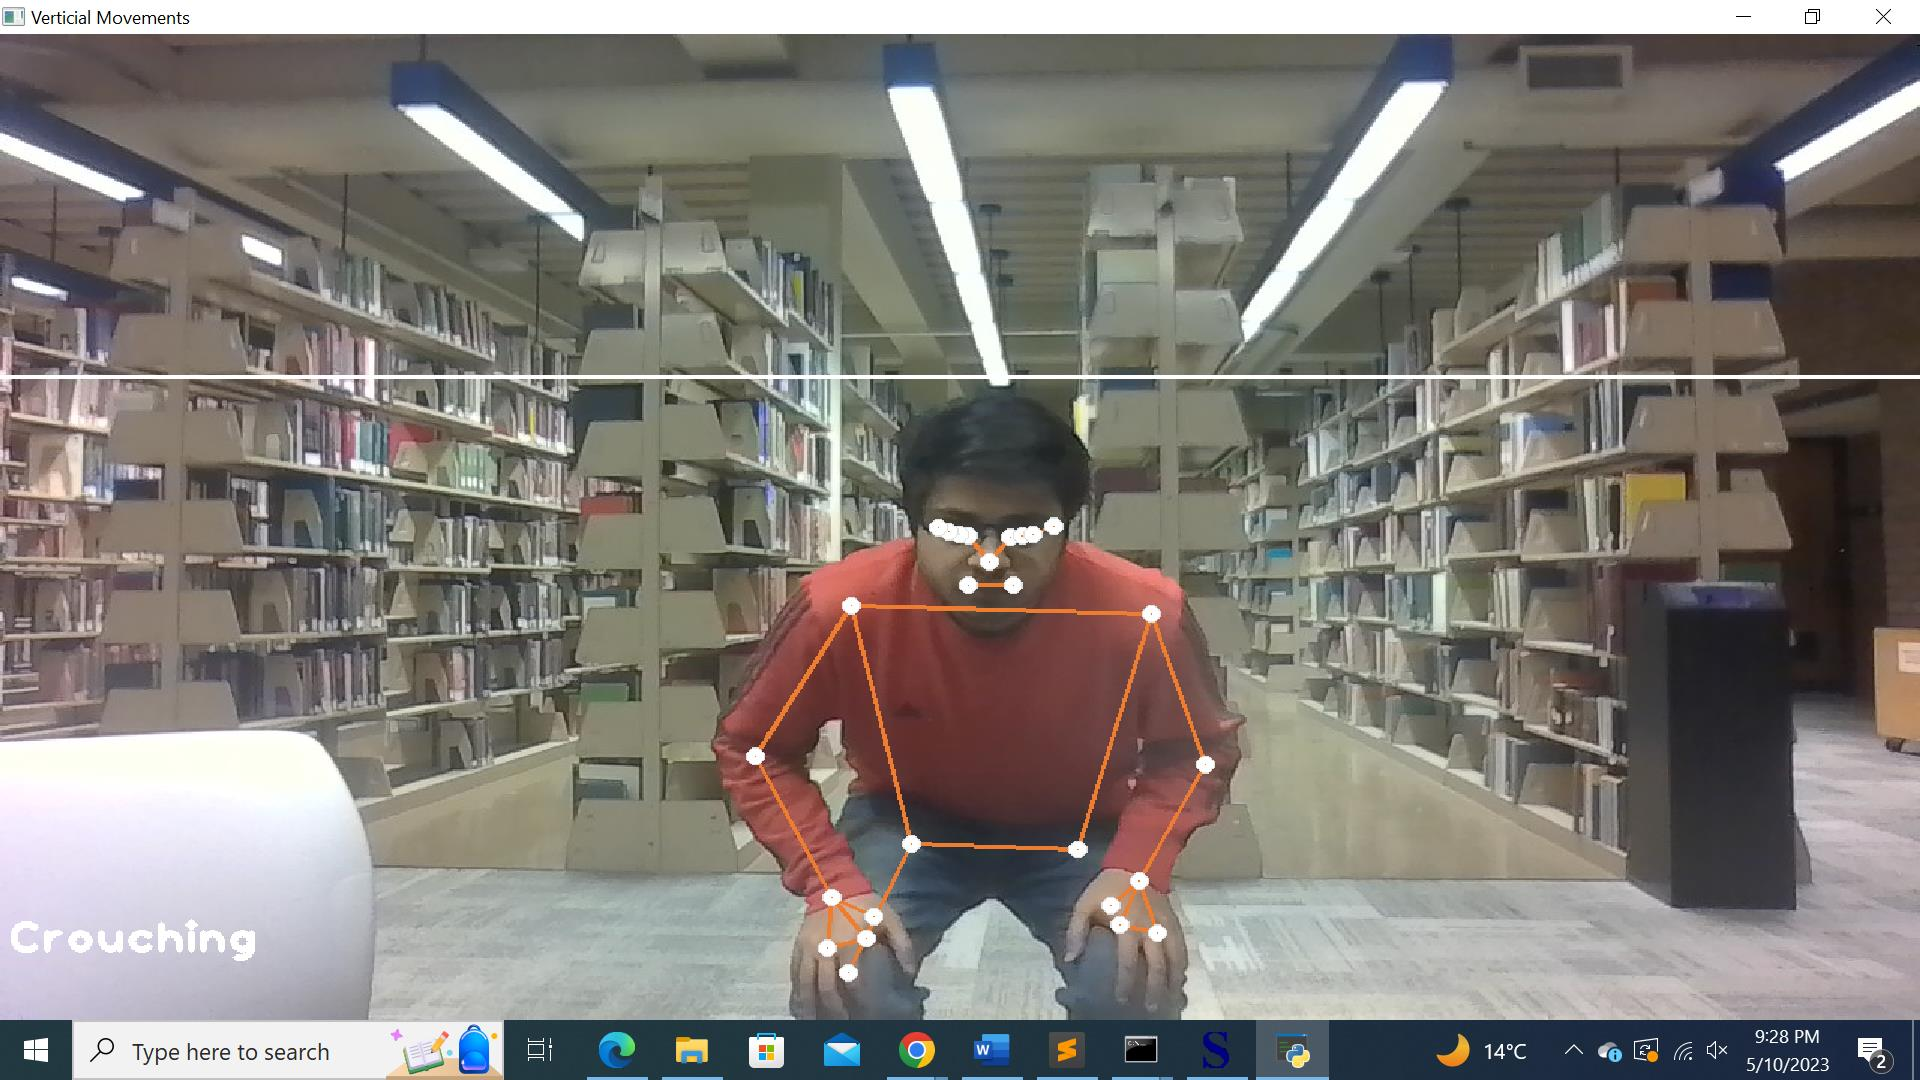 Verticial Movements
Crouching
Type here to search
14°C
9:28 PM
5/10/2023
2